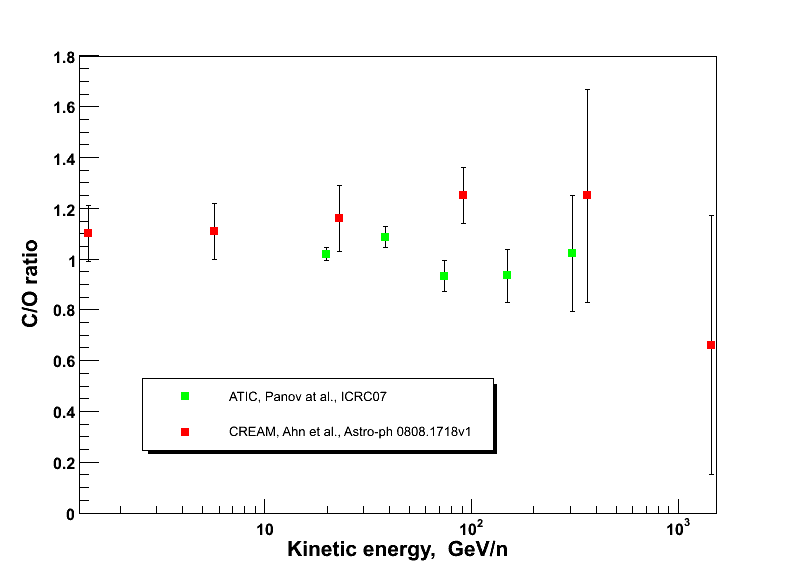 1.8
1.6
1.4
1.2
1
0.8
0.6
0.4
0.2
0
C/O ratio
ATIC, Panov at al., ICRC07
CREAM, Ahn et al., Astro-ph 0808.1718v1
10 10² 10³
Kinetic energy, GeV/n